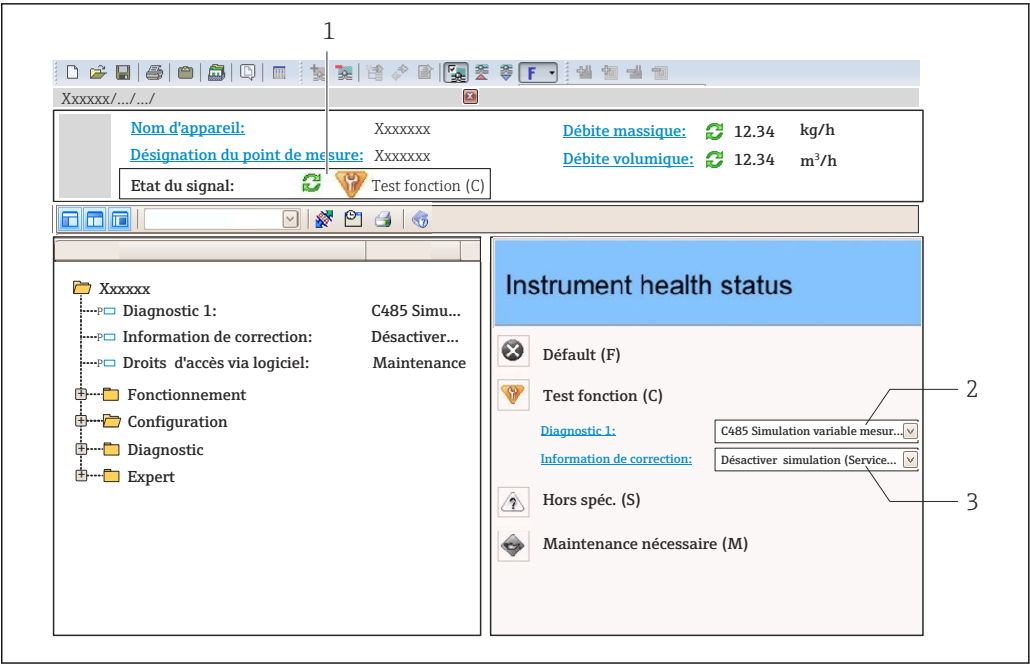 1
F
Xxxxxx/.../.../
Nom d'appareil: Xxxxxxx Débite massique: 12.34 kg/h
Désignation du point de mesure: Xxxxxxx Débite volumique: 12.34 m³/h
Etat du signal: Test fonction (C)
Instrument health status
Xxxxxx
P Diagnostic 1: C485 Simu...
P Information de correction: Désactiver...
P Droits d'accès via logiciel: Maintenance
Fonctionnement
Configuration
Diagnostic
Expert
Défault (F)
Test fonction (C)
2
Diagnostic 1: C485 Simulation variable mesur...
Information de correction: Désactiver simulation (Service...
3
Hors spéc. (S)
Maintenance nécessaire (M)